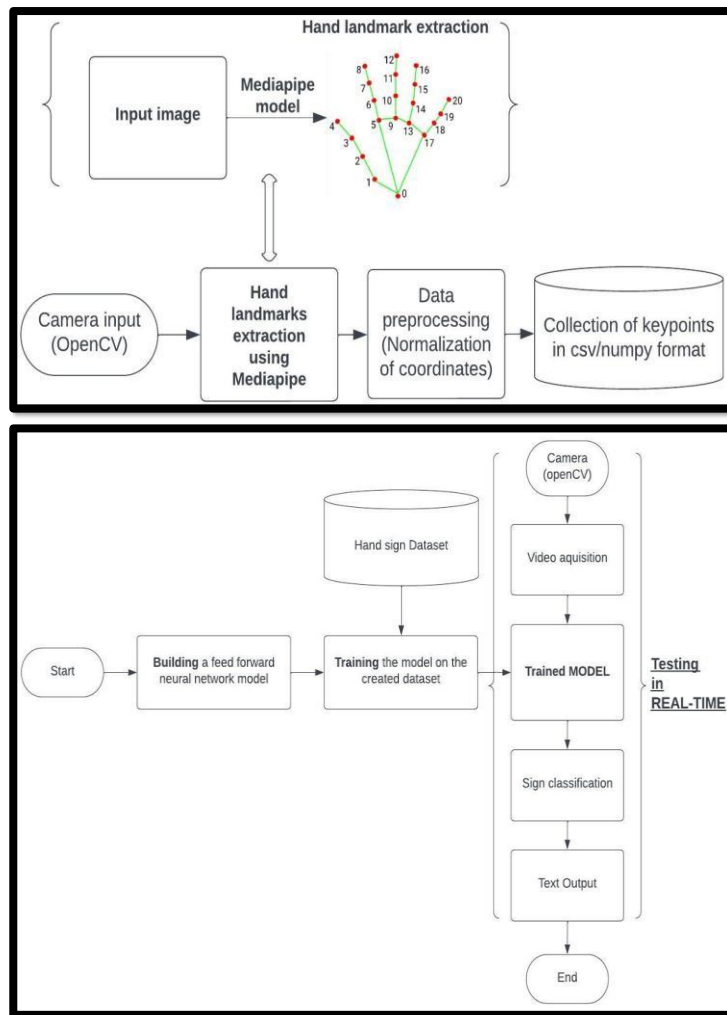 Hand landmark extraction
Input image
Mediapipe
model
0
1
2
3
4
5
6
7
8
9
10
11
12
13
14
15
16
17
18
19
20
Camera input
(OpenCV)
Hand
landmarks
extraction
using
Mediapipe
Data
preprocessing
(Normalization
of coordinates)
Collection of keypoints
in csv/numpy format
Start
Building a feed forward
neural network model
Hand sign Dataset
Training the model on the
created dataset
Camera
(openCV)
Video aquisition
Trained MODEL
Sign classification
Text Output
End
Testing
in
REAL-TIME